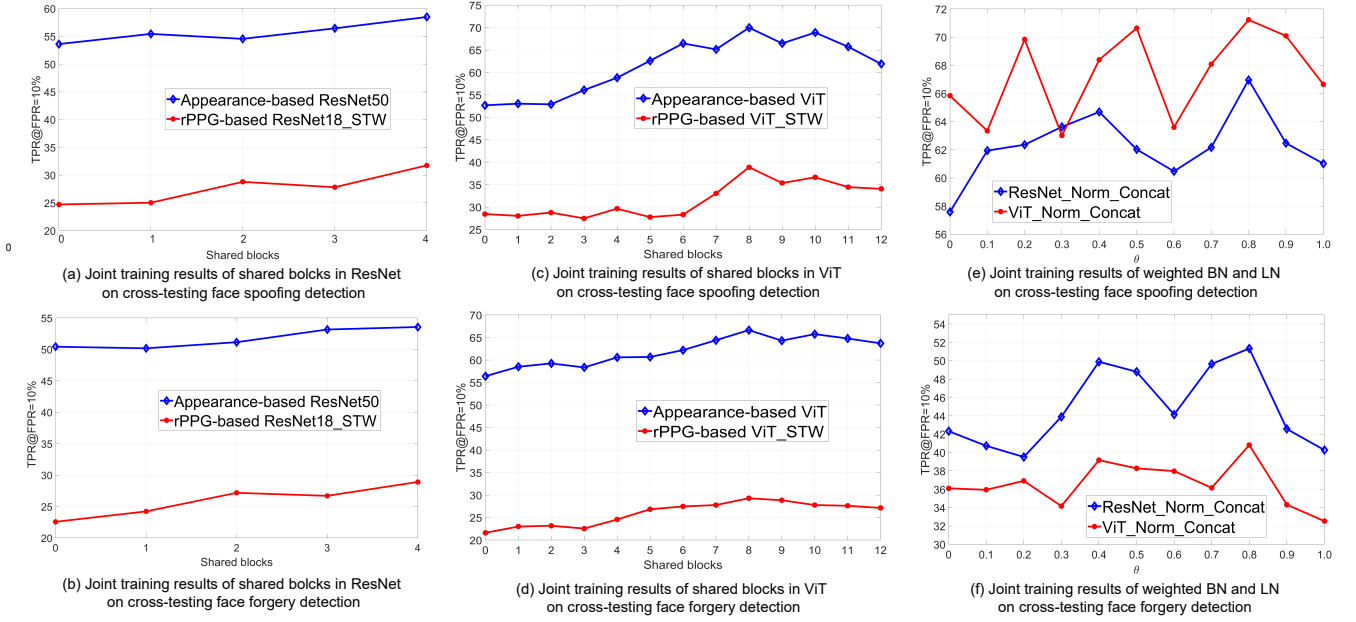 TPR@FPR=10%
60
55
50
45
40
35
30
25
20
Appearance-based ResNet50
rPPG-based ResNet18_STW
0 1 2 3 4
Shared blocks
(a) Joint training results of shared bolcks in ResNet
on cross-testing face spoofing detection
0
TPR@FPR=10%
75
70
65
60
55
50
45
40
35
30
25
Appearance-based ViT
rPPG-based ViT_STW
0 1 2 3 4 5 6 7 8 9 10 11 12
Shared blocks
(c) Joint training results of shared blocks in ViT
on cross-testing face spoofing detection
TPR@FPR=10%
72
70
68
66
64
62
60
58
56
ResNet_Norm_Concat
ViT_Norm_Concat
0 0.1 0.2 0.3 0.4 0.5 0.6 0.7 0.8 0.9 1.0
θ
(e) Joint training results of weighted BN and LN
on cross-testing face spoofing detection
TPR@FPR=10%
55
50
45
40
35
30
25
20
Appearance-based ResNet50
rPPG-based ResNet18_STW
0 1 2 3 4
Shared blocks
(b) Joint training results of shared bolcks in ResNet
on cross-testing face forgery detection
TPR@FPR=10%
70
65
60
55
50
45
40
35
30
25
20
Appearance-based ViT
rPPG-based ViT_STW
0 1 2 3 4 5 6 7 8 9 10 11 12
Shared blocks
(d) Joint training results of shared blocks in ViT
on cross-testing face forgery detection
TPR@FPR=10%
54
52
50
48
46
44
42
40
38
36
34
32
30
ResNet_Norm_Concat
ViT_Norm_Concat
0 0.1 0.2 0.3 0.4 0.5 0.6 0.7 0.8 0.9 1.0
θ
(f) Joint training results of weighted BN and LN
on cross-testing face forgery detection